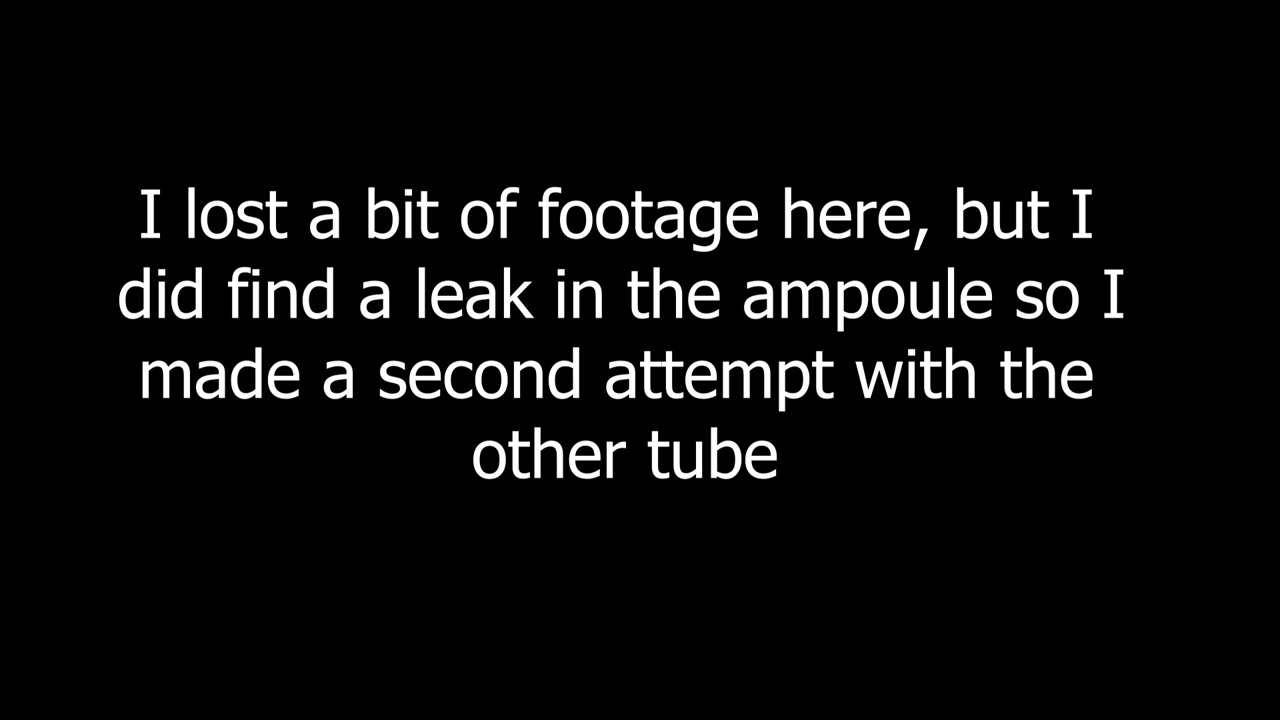 I lost a bit of footage here, but I
did find a leak in the ampoule so I
made a second attempt with the
other tube